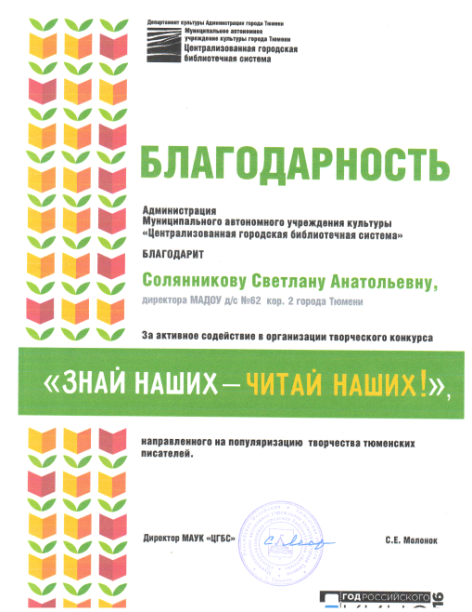 Департамент культуры Администрации города Тюмени
Муниципальное автономное
учреждение культуры города Тюмени
Централизованная городская
библиотечная система
БЛАГОДАРНОСТЬ
Администрация
Муниципального автономного учреждения культуры
«Централизованная городская библиотечная система»
БЛАГОДАРИТ
Солянникову Светлану Анатольевну,
директора МАДОУ д/с №62 кор. 2 города Тюмени
За активное содействие в организации творческого конкурса
«ЗНАЙ НАШИХ – ЧИТАЙ НАШИХ!»,
направленного на популяризацию творчества тюменских
писателей.
Директор МАУК «ЦГБС»
С.Е. Молонок
ГОД РОССИЙСКОГО
16